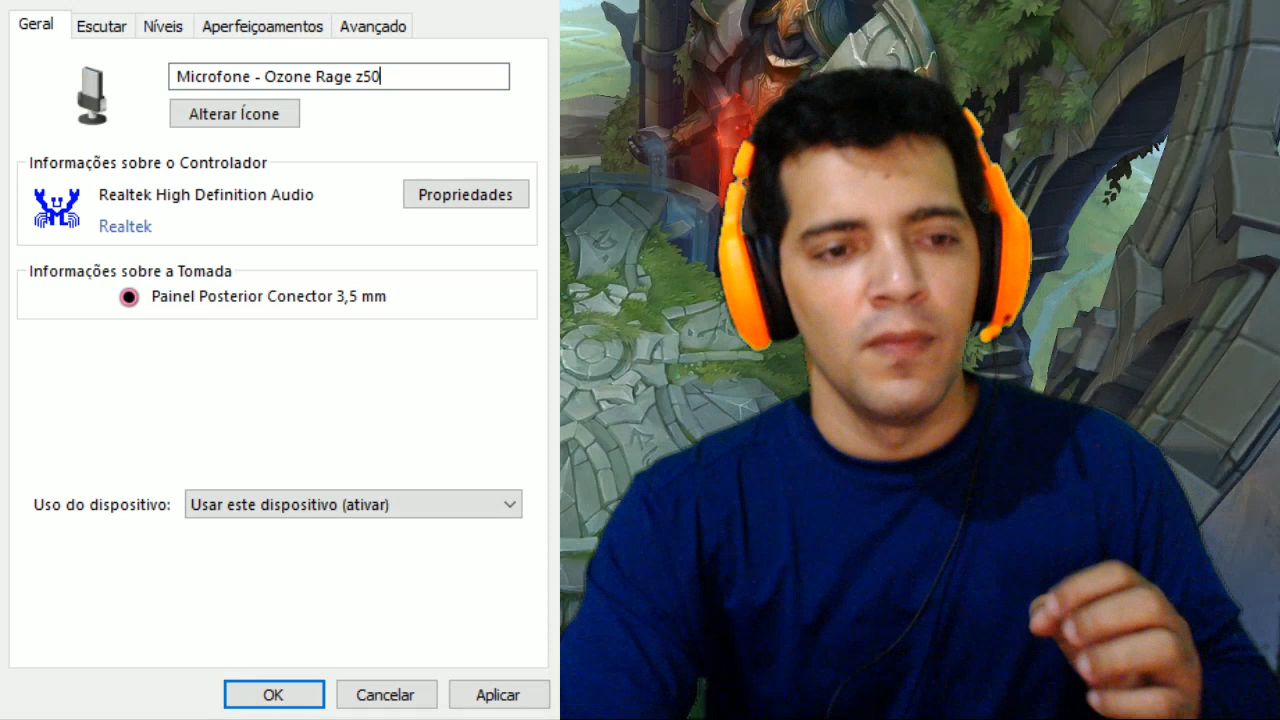 Geral Escutar Níveis Aperfeiçoamentos Avançado
Microfone - Ozone Rage z50
Alterar Ícone
Informações sobre o Controlador
Realtek High Definition Audio Propriedades
Realtek
Informações sobre a Tomada
Painel Posterior Conector 3,5 mm
Uso do dispositivo: Usar este dispositivo (ativar)
OK Cancelar Aplicar